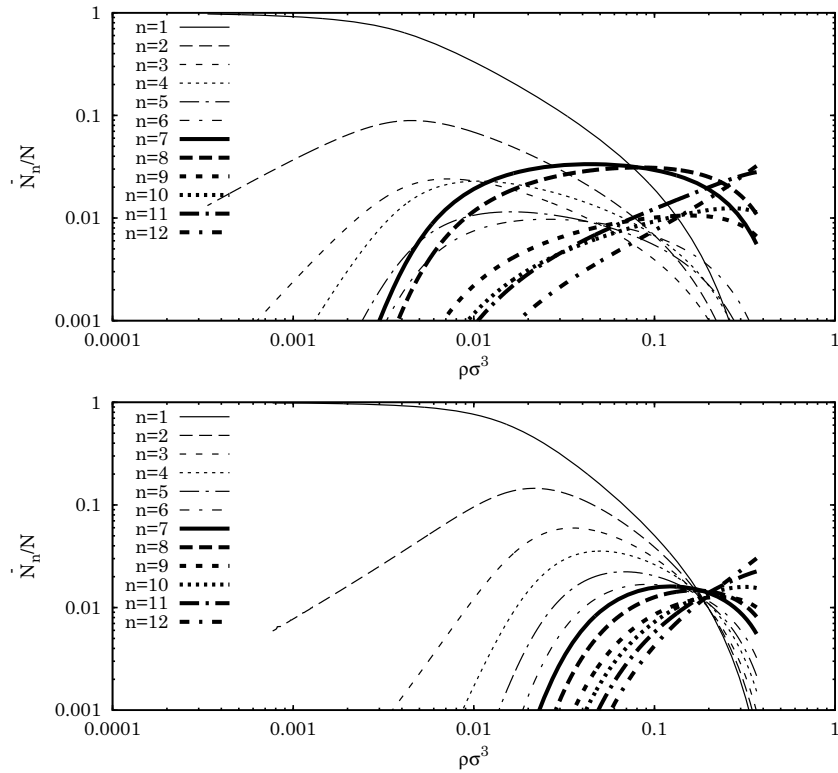 1
0.1
0.01
0.001
0.0001
0.001
0.01
0.1
1
N̄ₙ/N
ρσ³
n=1
n=2
n=3
n=4
n=5
n=6
n=7
n=8
n=9
n=10
n=11
n=12
1
0.1
0.01
0.001
0.0001
0.001
0.01
0.1
1
N̄ₙ/N
ρσ³
n=1
n=2
n=3
n=4
n=5
n=6
n=7
n=8
n=9
n=10
n=11
n=12